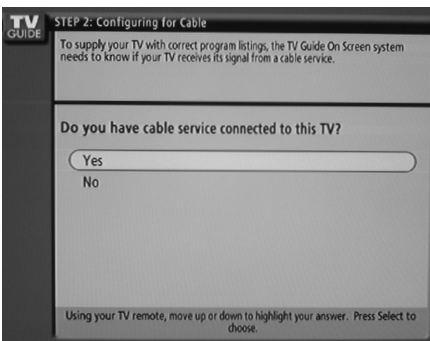 TV
GUIDE
STEP 2: Configuring for Cable
To supply your TV with correct program listings, the TV Guide On Screen system
needs to know if your TV receives its signal from a cable service.
Do you have cable service connected to this TV?
Yes
No
Using your TV remote, move up or down to highlight your answer. Press Select to
choose.